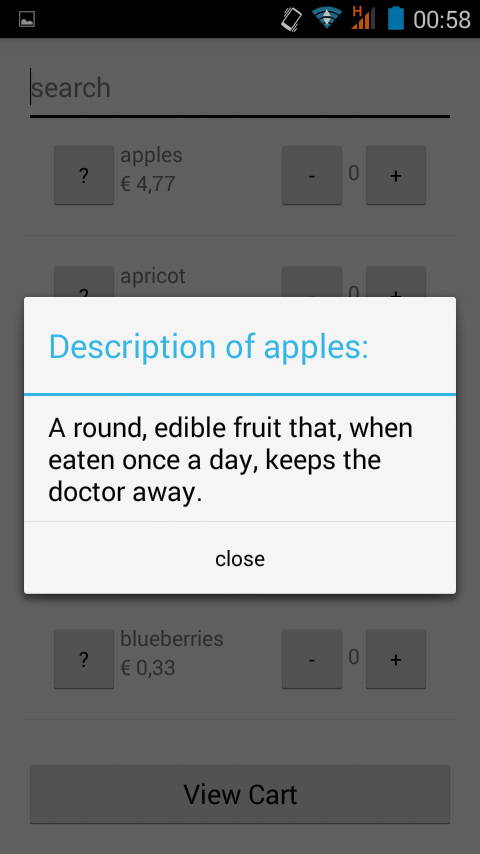 H
00:58
search
apples
?
€ 4,77
- 0 +
apricot
?
- 0 +
Description of apples:
A round, edible fruit that, when
eaten once a day, keeps the
doctor away.
close
blueberries
?
€ 0,33
- 0 +
View Cart